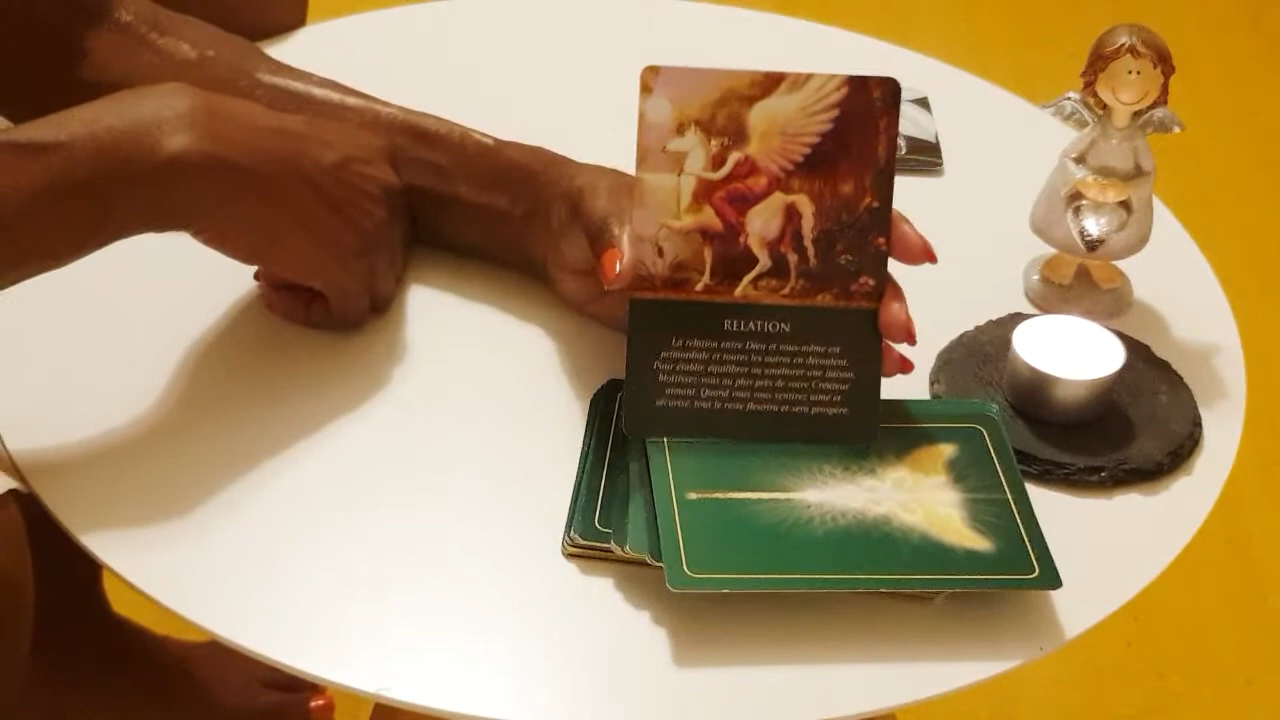 RELATION
La relation entre Dieu et vous-même est
primordiale et toutes les autres en découlent.
Pour établir, équilibrer ou améliorer une liaison,
blottissez-vous au plus près de votre Créateur
aimant. Quand vous vous sentirez aimé et
sécurisé, tout le reste fleurira et sera prospère.